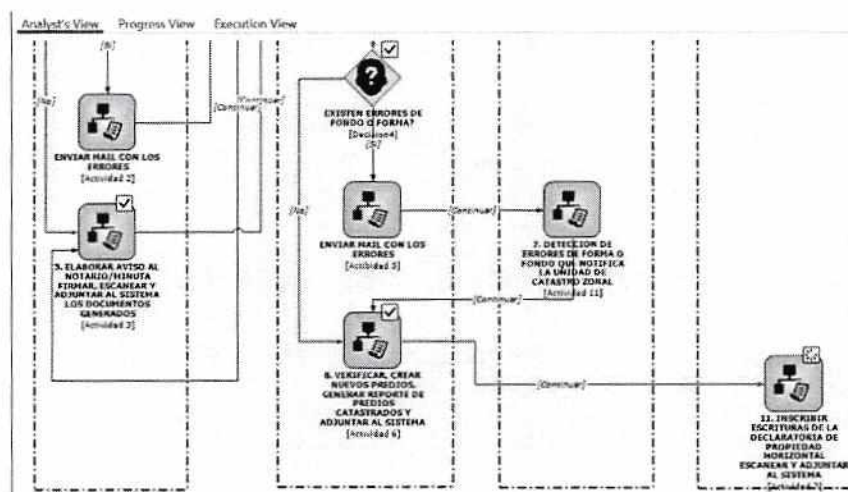 Analyst's View Progress View Execution View
[Si]
[No]
[Continuar]
ENVIAR MAIL CON LOS
ERRORES
[Actividad 2]
5. ELABORAR AVISO AL
NOTARIO/MINUTA
FIRMAR, ESCANEAR Y
ADJUNTAR AL SISTEMA
LOS DOCUMENTOS
GENERADOS
[Actividad 3]
EXISTEN ERRORES DE
FONDO O FORMA?
[Decision4]
[Si]
[No]
ENVIAR MAIL CON LOS
ERRORES
[Actividad 5]
[Continuar]
7. DETECCION DE
ERRORES DE FORMA O
FONDO QUE NOTIFICA
LA UNIDAD DE
CATASTRO ZONAL
[Actividad 11]
[Continuar]
VERIFICAR, CREAR
NUEVOS PREDIOS,
GENERAR REPORTE DE
PREDIOS
CATASTRADOS Y
ADJUNTAR AL SISTEMA
[Actividad 6]
[Continuar]
11. INSCRIBIR
ESCRITURAS DE LA
DECLARATORIA DE
PROPIEDAD
HORIZONTAL
ESCANEAR Y ADJUNTAR
AL SISTEMA